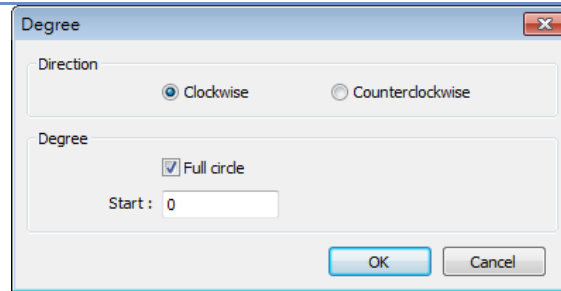 Degree
Direction
Clockwise Counterclockwise
Degree
Full circle
Start : 0
OK Cancel